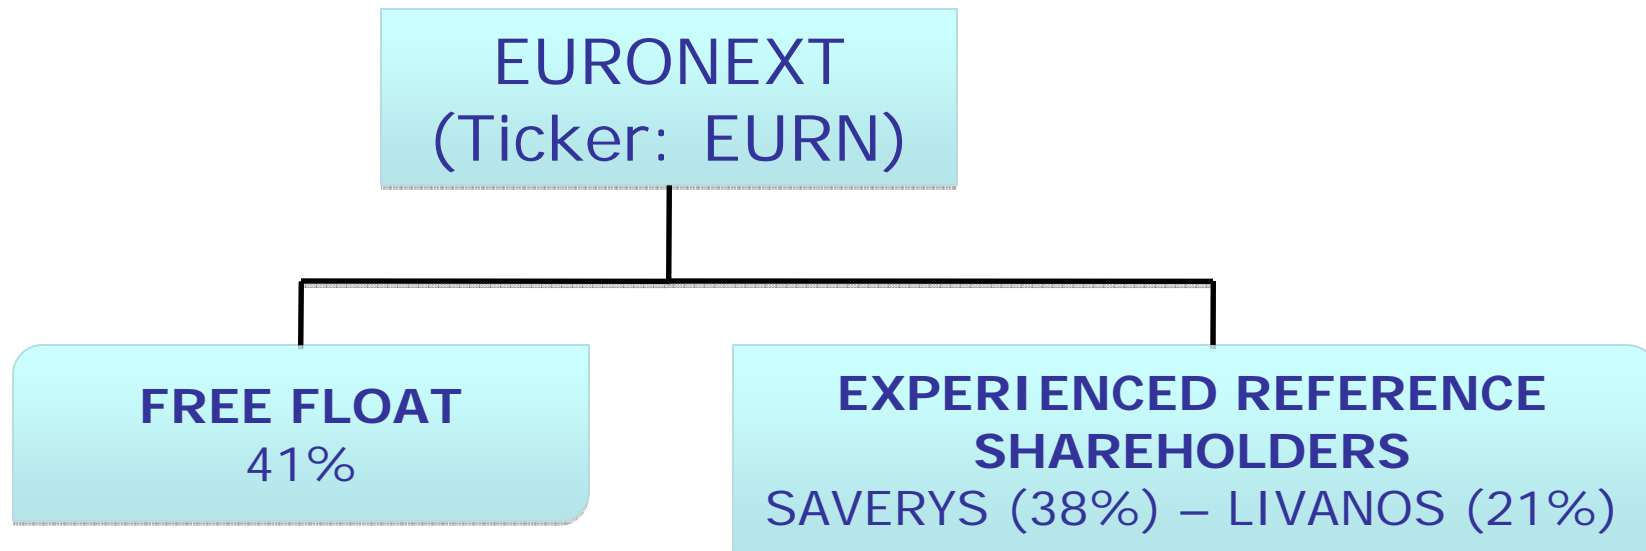 EURONEXT
(Ticker: EURN)
FREE FLOAT
41%
EXPERIENCED REFERENCE
SHAREHOLDERS
SAVERYS (38%) – LIVANOS (21%)